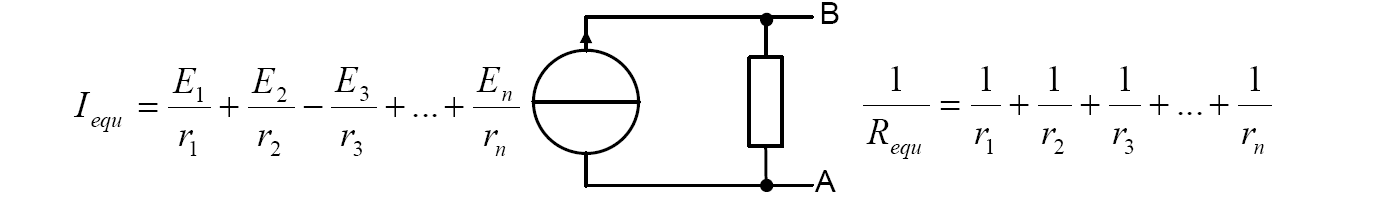 B
I_equ = E_1/r_1 + E_2/r_2 − E_3/r_3 + ... + E_n/r_n
1/R_equ = 1/r_1 + 1/r_2 + 1/r_3 + ... + 1/r_n
A